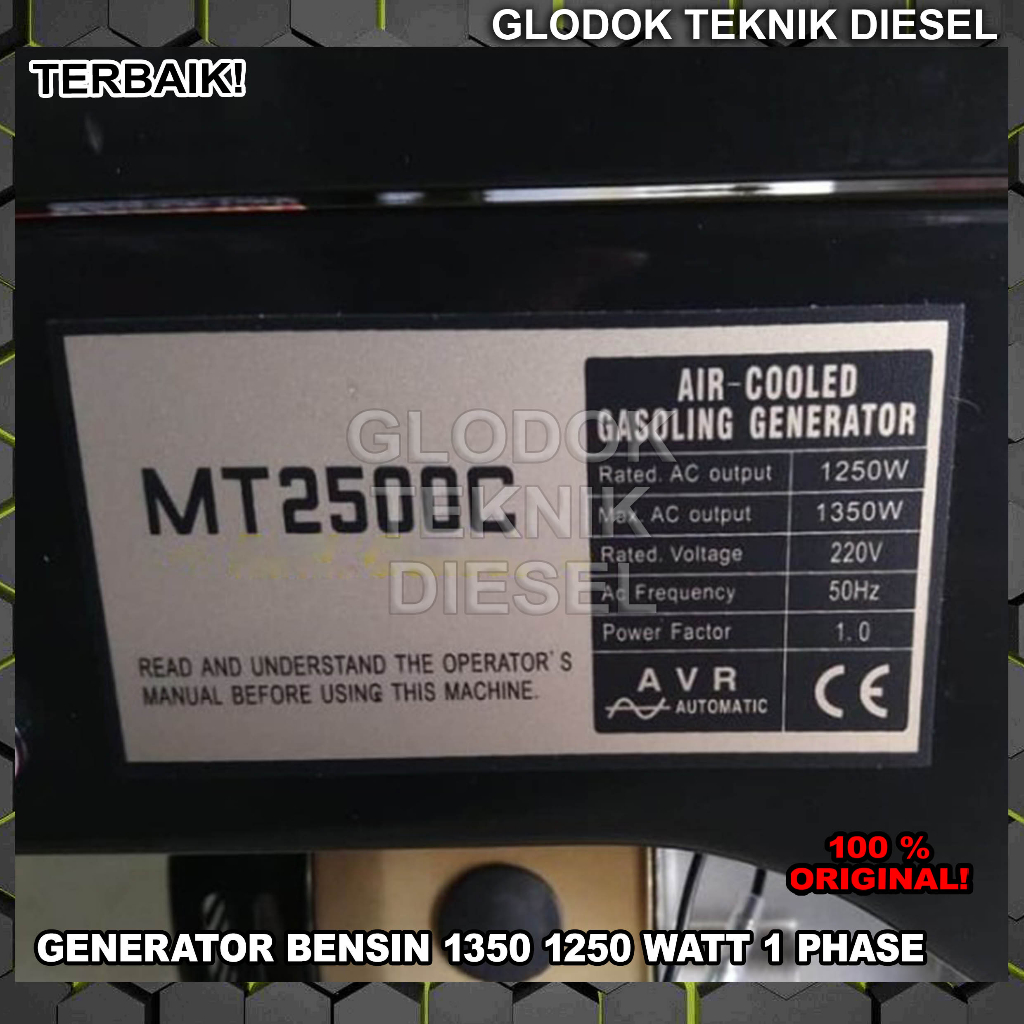 GLODOK TEKNIK DIESEL
TERBAIK!
AIR-COOLED
GASOLING GENERATOR
Rated. AC output 1250W
Max. AC output 1350W
Rated. Voltage 220V
Ac Frequency 50Hz
Power Factor 1.0
AVR
AUTOMATIC
CE
MT2500C
READ AND UNDERSTAND THE OPERATOR'S
MANUAL BEFORE USING THIS MACHINE.
GLODOK
TEKNIK
DIESEL
100 %
ORIGINAL!
GENERATOR BENSIN 1350 1250 WATT 1 PHASE